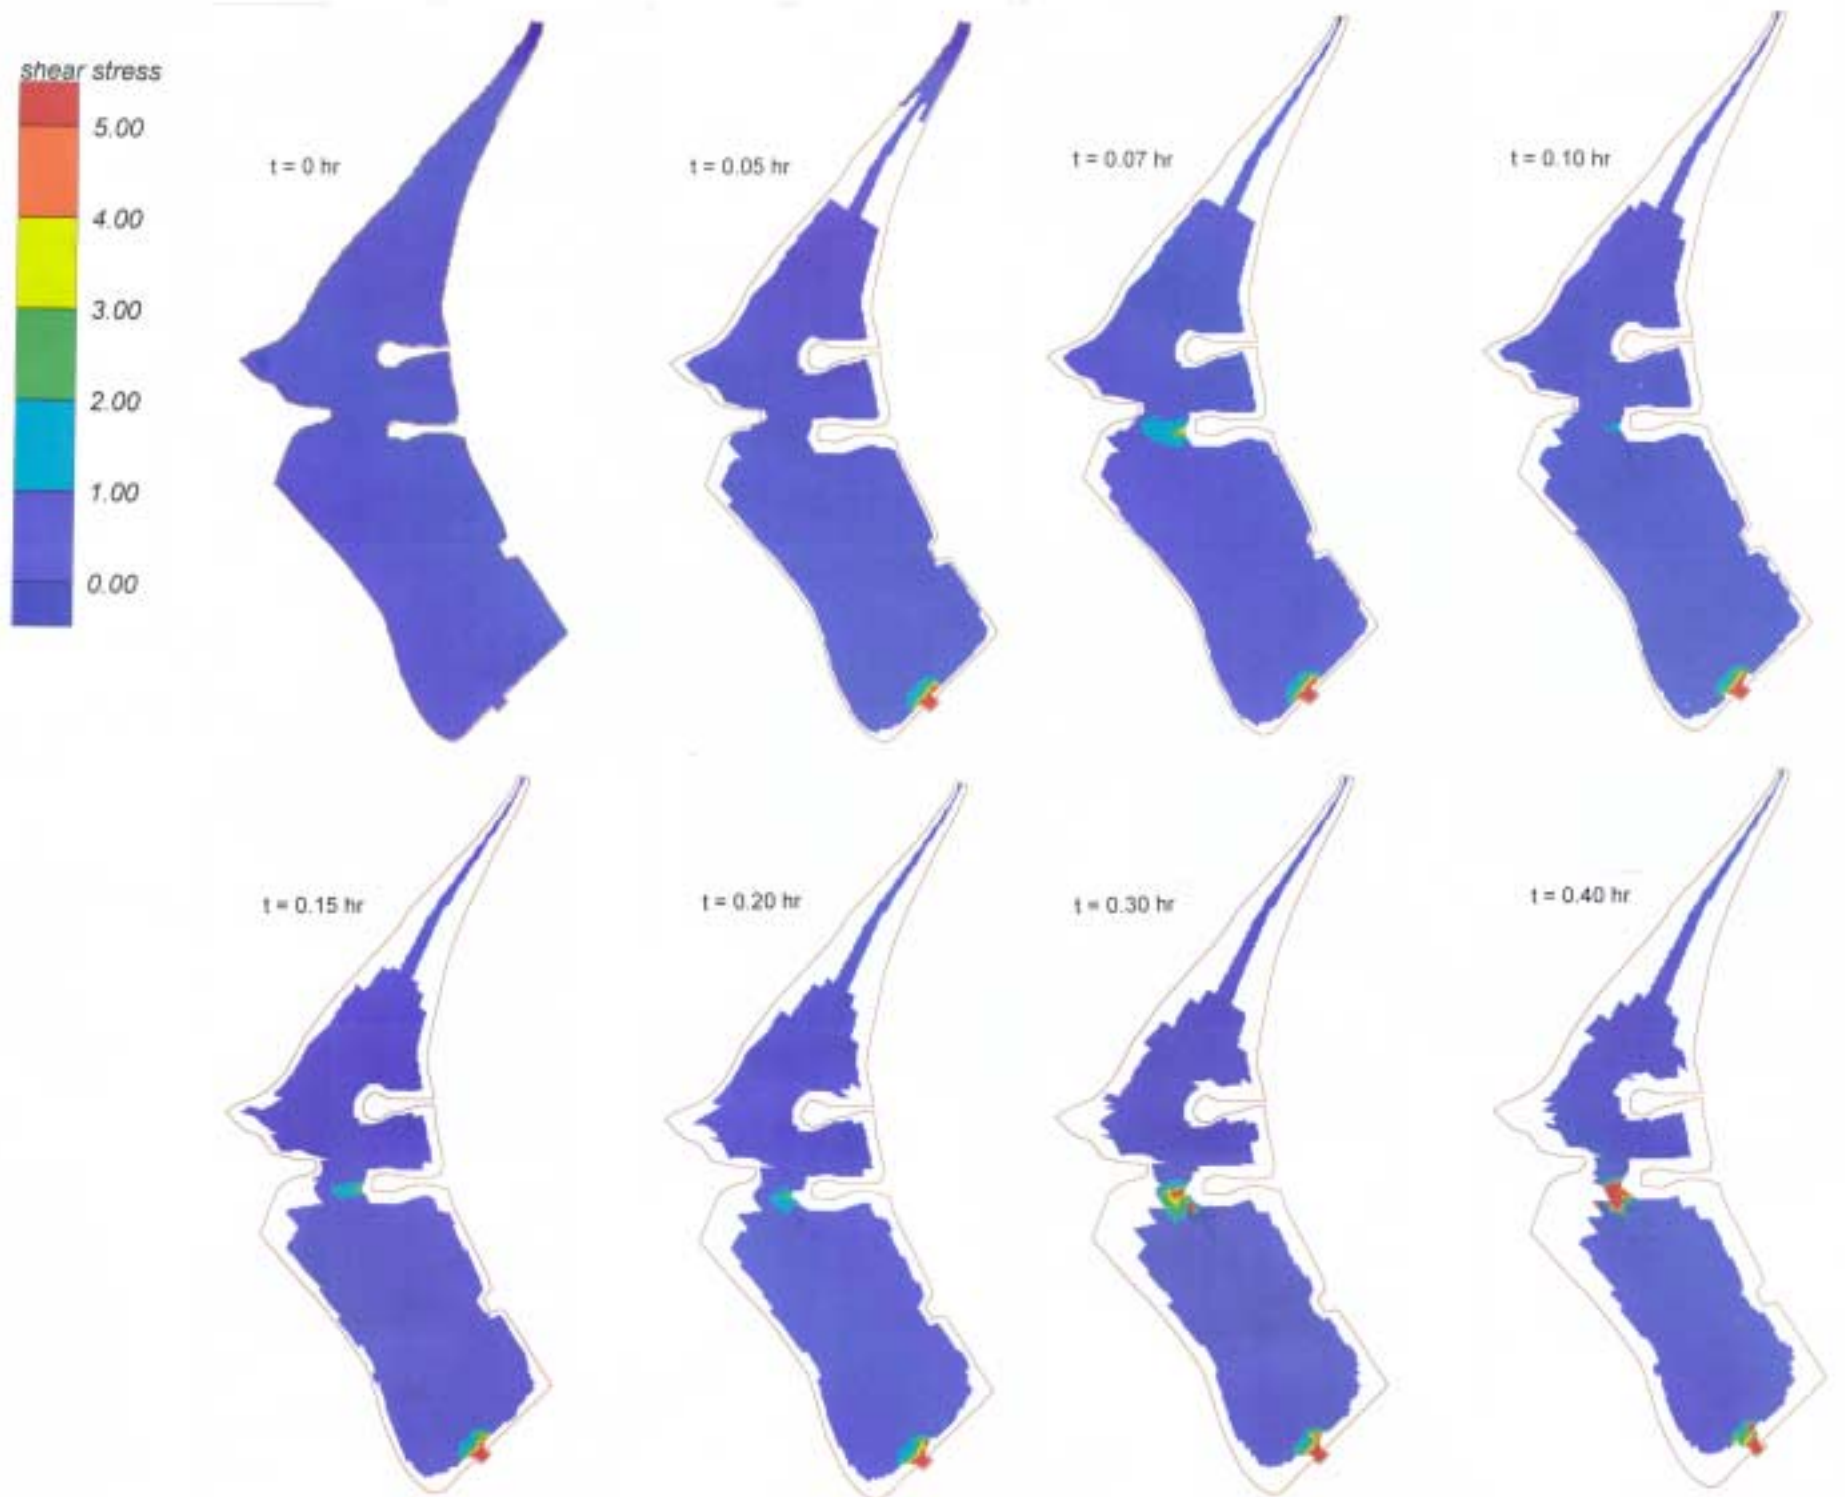 shear stress
5.00
4.00
3.00
2.00
1.00
0.00
t = 0 hr
t = 0.05 hr
t = 0.07 hr
t = 0.10 hr
t = 0.15 hr
t = 0.20 hr
t = 0.30 hr
t = 0.40 hr